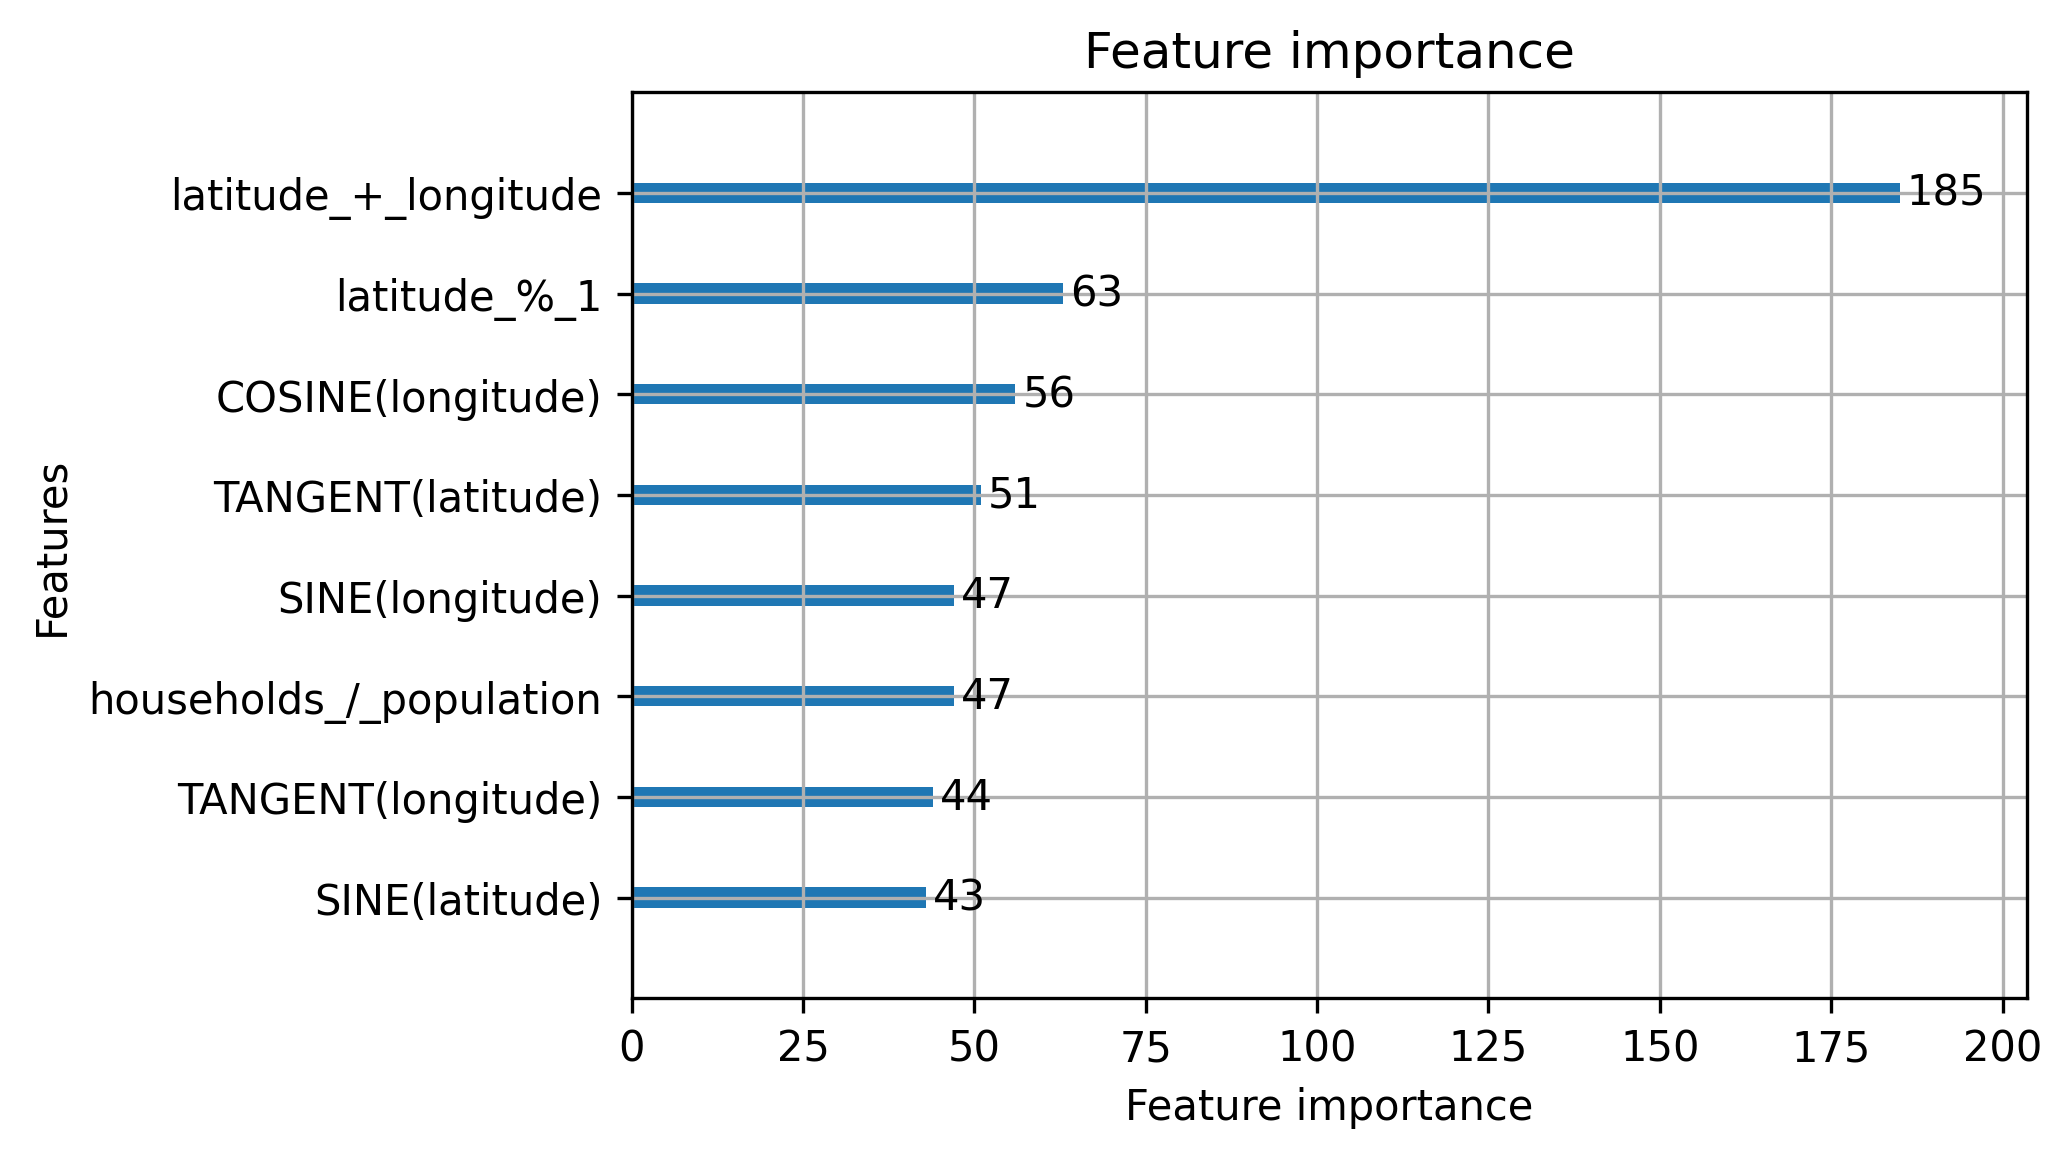 Feature importance
latitude_+_longitude 185
latitude_%_1 63
COSINE(longitude) 56
TANGENT(latitude) 51
SINE(longitude) 47
households_/_population 47
TANGENT(longitude) 44
SINE(latitude) 43
Features
0 25 50 75 100 125 150 175 200
Feature importance